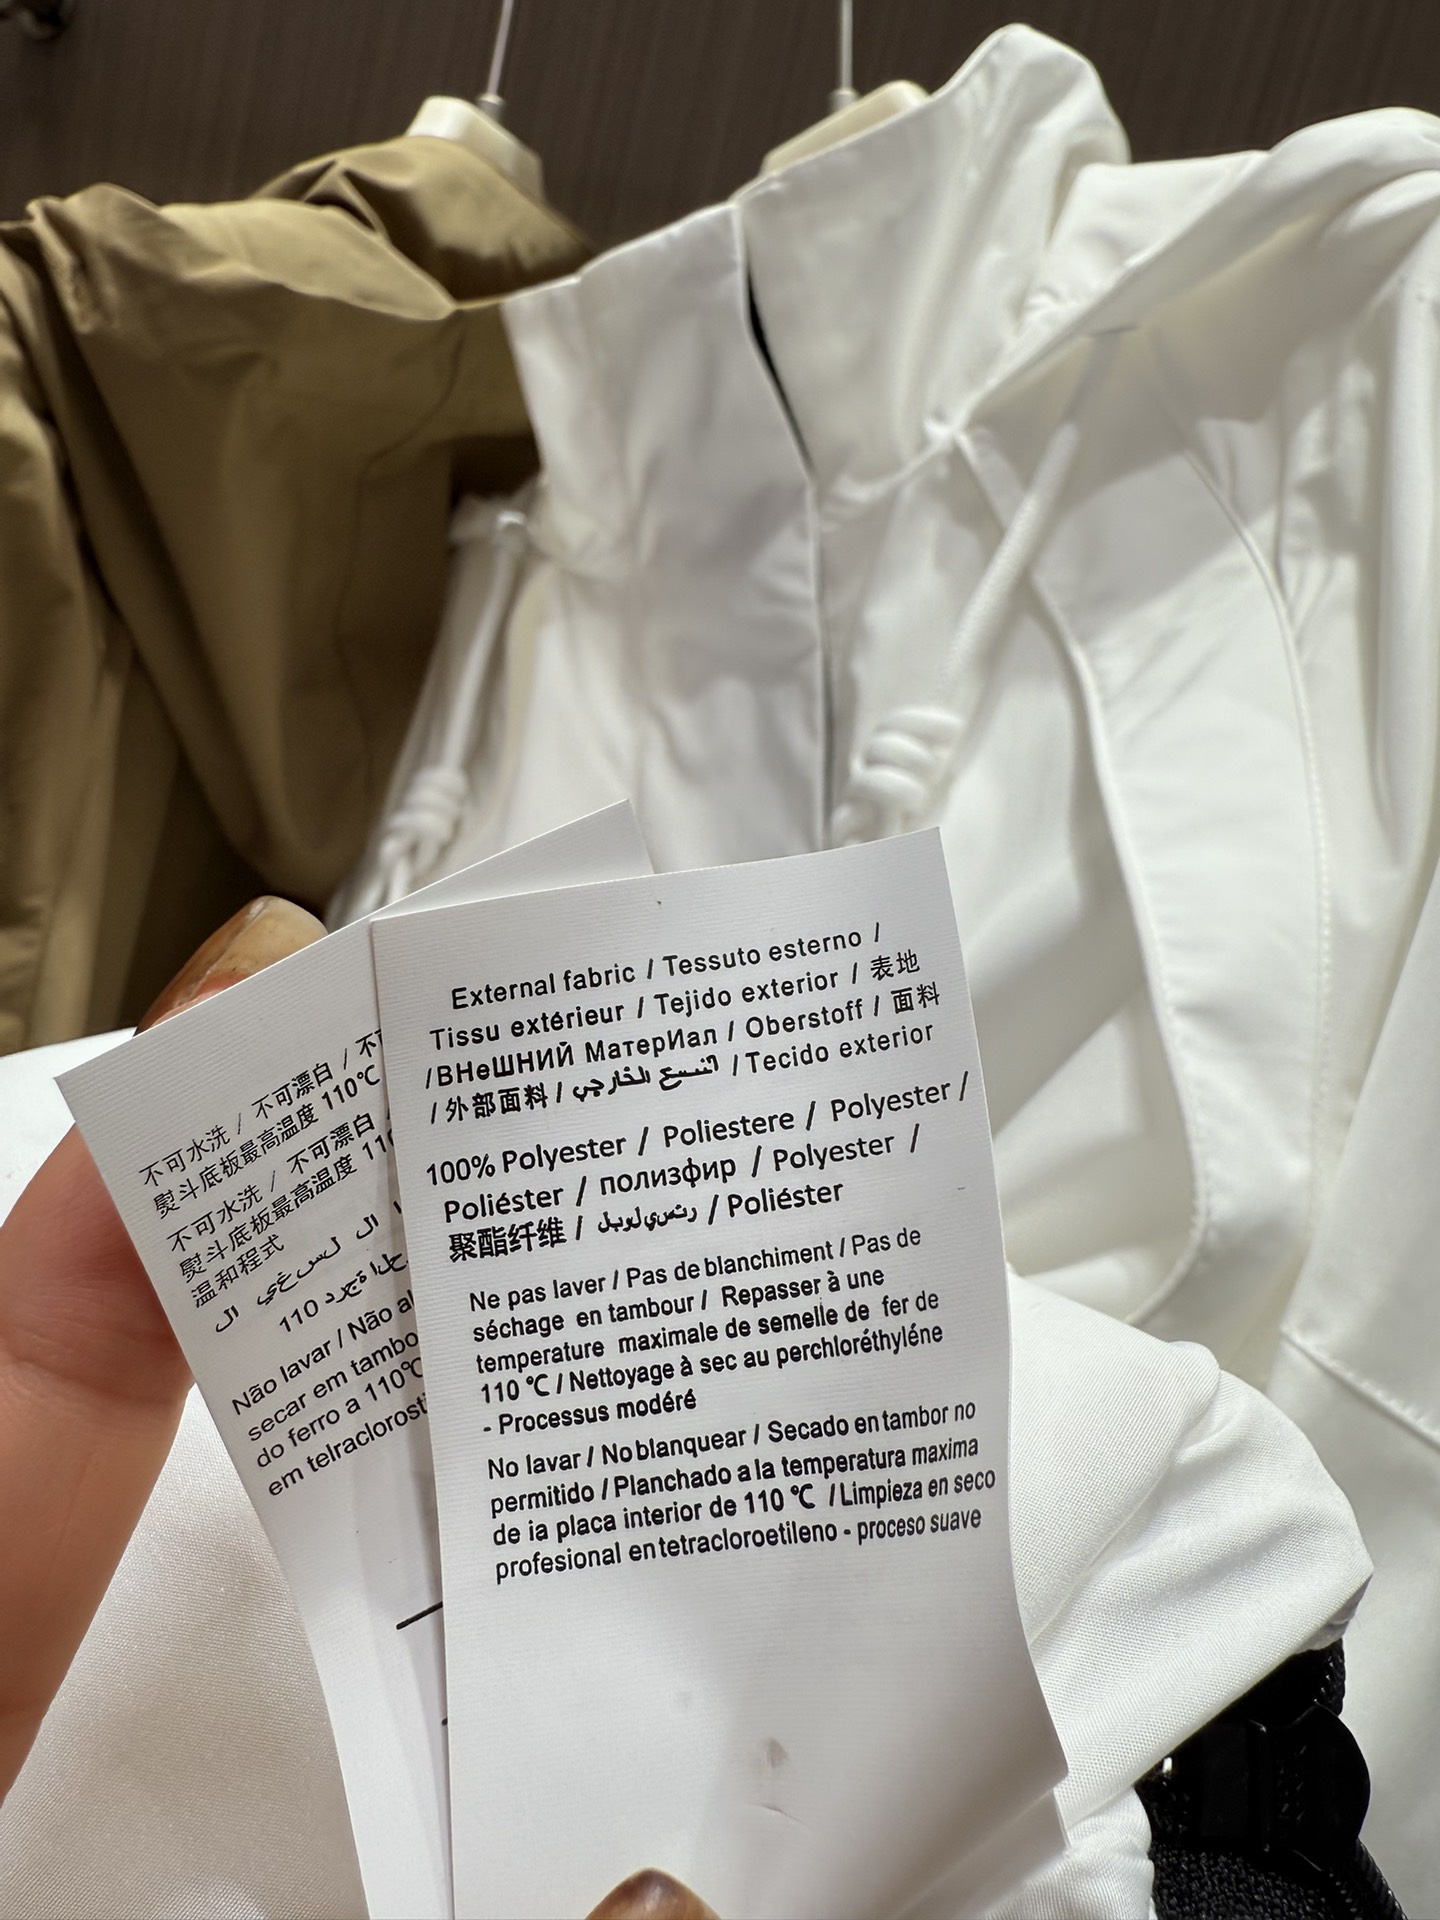 External fabric / Tessuto esterno /
Tissu extérieur / Tejido exterior / 表地
/ВНеШНИЙ МатерИал / Oberstoff / 面料
/ 外部面料 / الخارجي / Tecido exterior
100% Polyester / Poliestere / Polyester /
Poliéster / полиэфир / Polyester /
聚酯纤维 / / Poliéster
Ne pas laver / Pas de blanchiment / Pas de
séchage en tambour / Repasser à une
temperature maximale de semelle de fer de
110 ℃ / Nettoyage à sec au perchloréthyléne
- Processus modéré
No lavar / No blanquear / Secado en tambor no
permitido / Planchado a la temperatura maxima
de ia placa interior de 110 ℃ / Limpieza en seco
profesional en tetracloroetileno - proceso suave
不可水洗 / 不可漂白 / 不
熨斗底板最高温度 110℃
不可水洗 / 不可漂白
熨斗底板最高温度 110
温和程式
110
Não lavar / Não al
secar em tambo
do ferro a 110℃
em telraclorosti